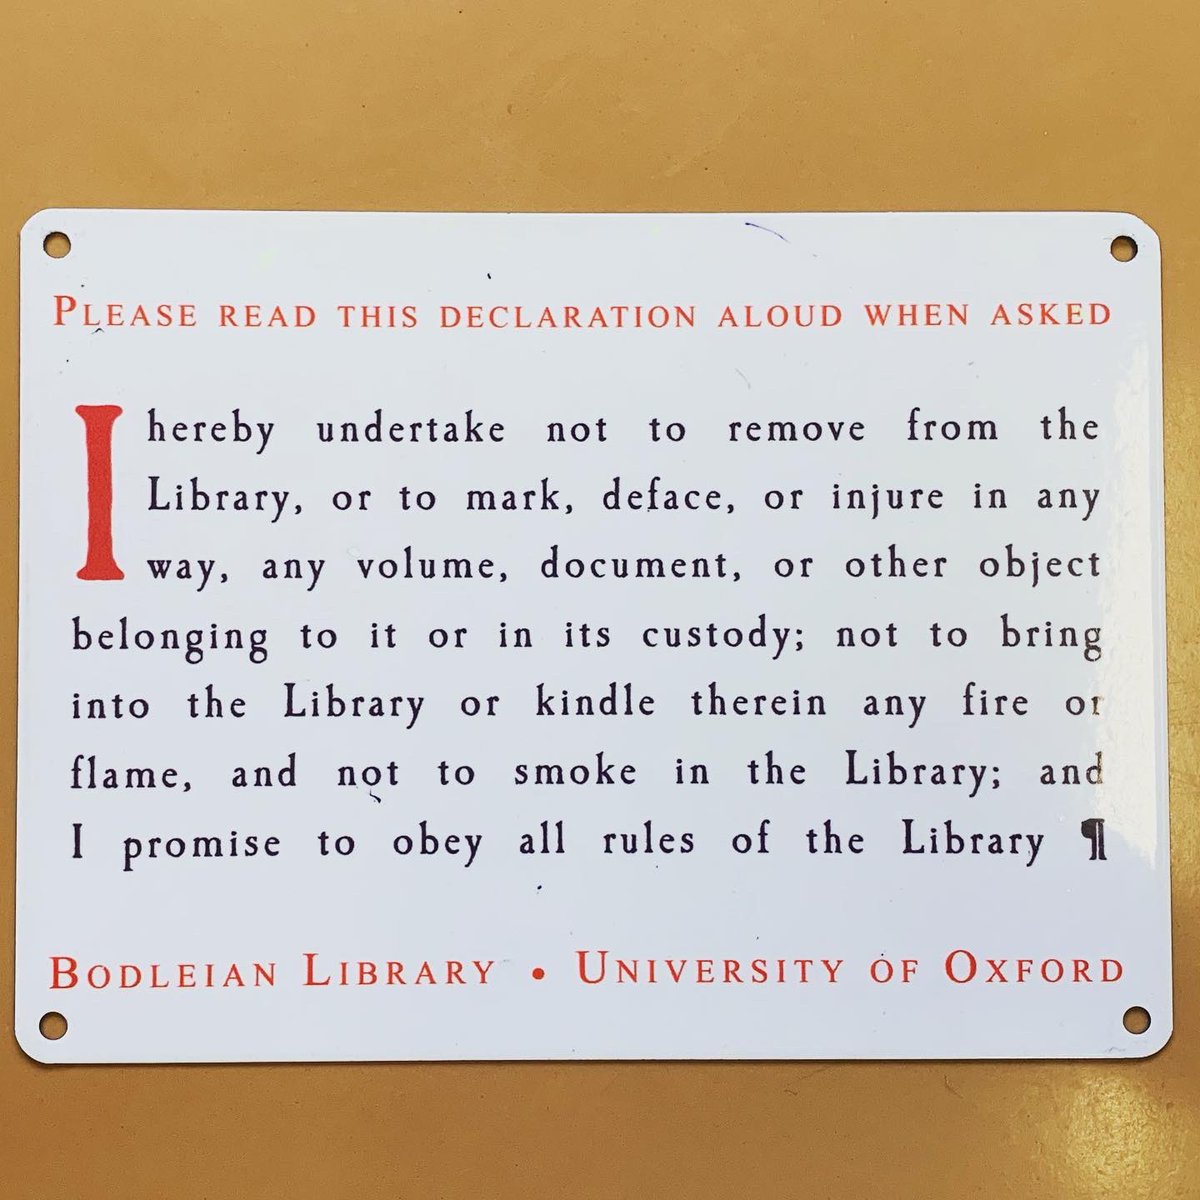 PLEASE READ THIS DECLARATION ALOUD WHEN ASKED
I hereby undertake not to remove from the
Library, or to mark, deface, or injure in any
way, any volume, document, or other object
belonging to it or in its custody; not to bring
into the Library or kindle therein any fire or
flame, and not to smoke in the Library; and
I promise to obey all rules of the Library ¶
BODLEIAN LIBRARY • UNIVERSITY OF OXFORD